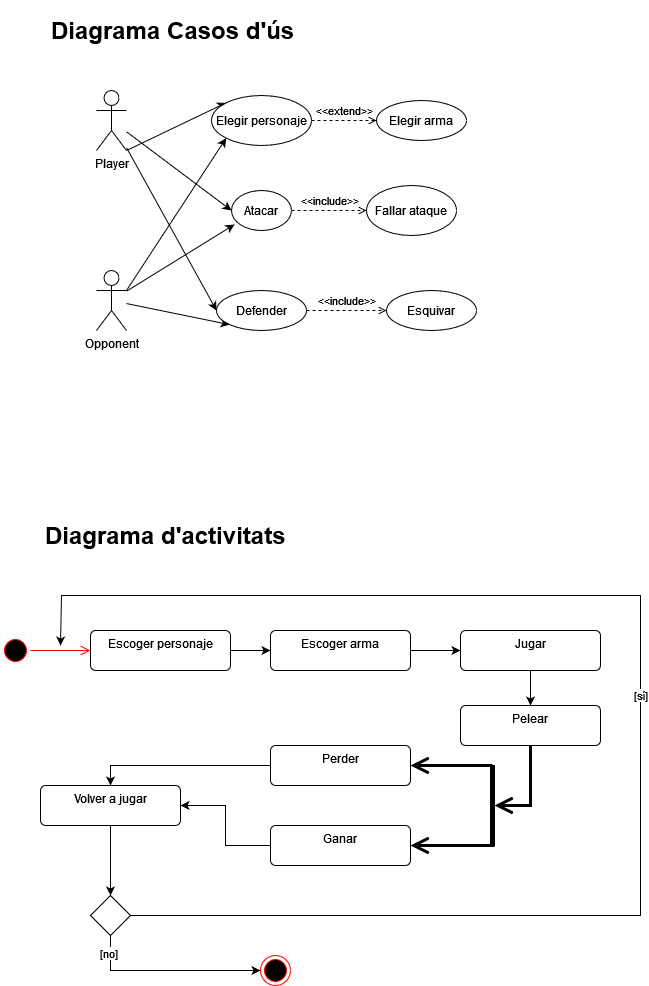 Diagrama Casos d'ús
Elegir personaje
<<extend>>
Elegir arma
Player
Atacar
<<include>>
Fallar ataque
Defender
<<include>>
Esquivar
Opponent
Diagrama d'activitats
Escoger personaje
Escoger arma
Jugar
[sí]
Pelear
Perder
Volver a jugar
Ganar
[no]